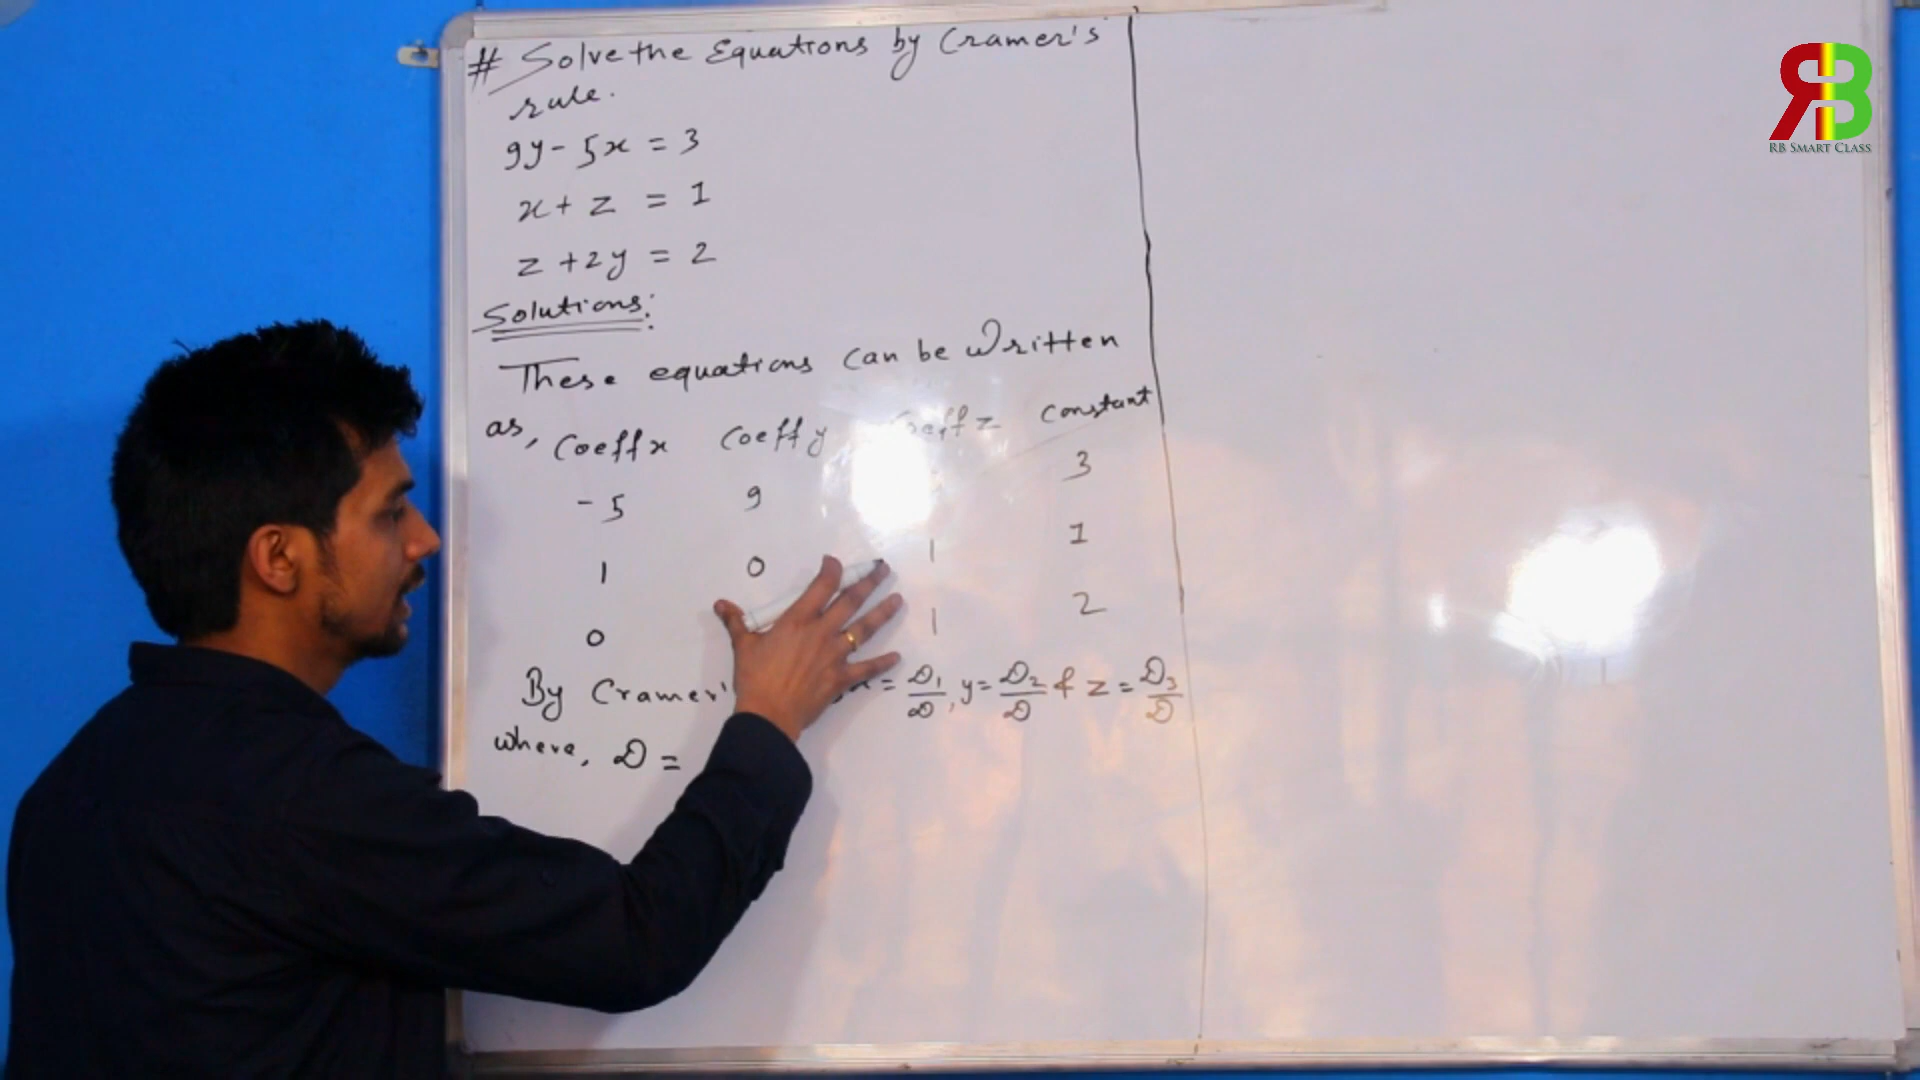 # Solve the Equations by Cramer's
rule.
9y - 5x = 3
x + z = 1
z + 2y = 2
Solutions:
These equations can be written
as, Coeff x Coeff y Coeff z constant
-5 9 3
1 0 1 1
0 1 2
By Cramer's x = D₁/D, y = D₂/D & z = D₃/D
where, D =
RB
RB SMART CLASS